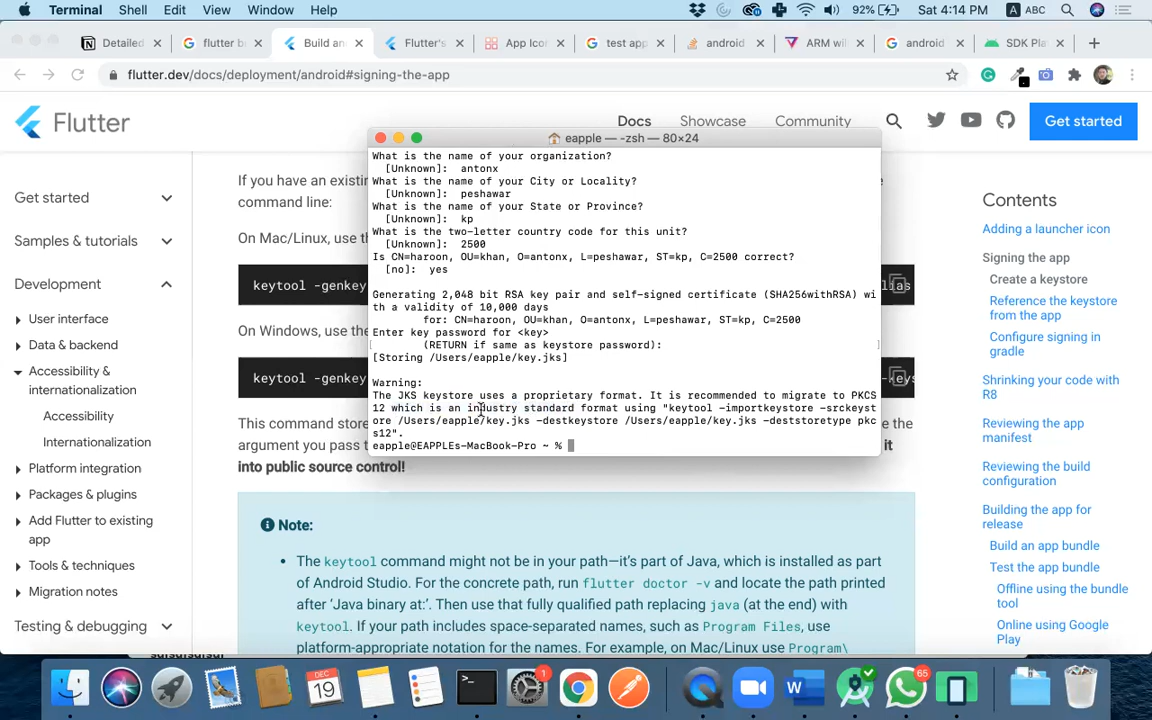 Terminal Shell Edit View Window Help 92% Sat 4:14 PM A ABC
Detailed flutter b Build an Flutter's App Ico test app android ARM wi android SDK Pla
flutter.dev/docs/deployment/android#signing-the-app
Flutter Docs Showcase Community Get started
eapple — -zsh — 80×24
What is the name of your organization?
[Unknown]: antonx
What is the name of your City or Locality?
[Unknown]: peshawar
What is the name of your State or Province?
[Unknown]: kp
What is the two-letter country code for this unit?
[Unknown]: 2500
Is CN=haroon, OU=khan, O=antonx, L=peshawar, ST=kp, C=2500 correct?
[no]: yes
Generating 2,048 bit RSA key pair and self-signed certificate (SHA256withRSA) wi
th a validity of 10,000 days
for: CN=haroon, OU=khan, O=antonx, L=peshawar, ST=kp, C=2500
Enter key password for <key>
(RETURN if same as keystore password):
[Storing /Users/eapple/key.jks]
Warning:
The JKS keystore uses a proprietary format. It is recommended to migrate to PKCS
12 which is an industry standard format using "keytool -importkeystore -srckeyst
ore /Users/eapple/key.jks -destkeystore /Users/eapple/key.jks -deststoretype pkc
s12".
eapple@EAPPLEs-MacBook-Pro ~ %
Get started
Samples & tutorials
Development
User interface
Data & backend
Accessibility &
internationalization
Accessibility
Internationalization
Platform integration
Packages & plugins
Add Flutter to existing
app
Tools & techniques
Migration notes
Testing & debugging
If you have an existin
command line:
On Mac/Linux, use th
keytool -genkey
ias
On Windows, use the
keytool -genkey
keys
This command store
the
argument you pass t
it
into public source control!
Note:
The keytool command might not be in your path—it's part of Java, which is installed as part
of Android Studio. For the concrete path, run flutter doctor -v and locate the path printed
after 'Java binary at:'. Then use that fully qualified path replacing java (at the end) with
keytool. If your path includes space-separated names, such as Program Files, use
platform-appropriate notation for the names. For example, on Mac/Linux use Program\
Contents
Adding a launcher icon
Signing the app
Create a keystore
Reference the keystore
from the app
Configure signing in
gradle
Shrinking your code with
R8
Reviewing the app
manifest
Reviewing the build
configuration
Building the app for
release
Build an app bundle
Test the app bundle
Offline using the bundle
tool
Online using Google
Play
DEC
19
1
65